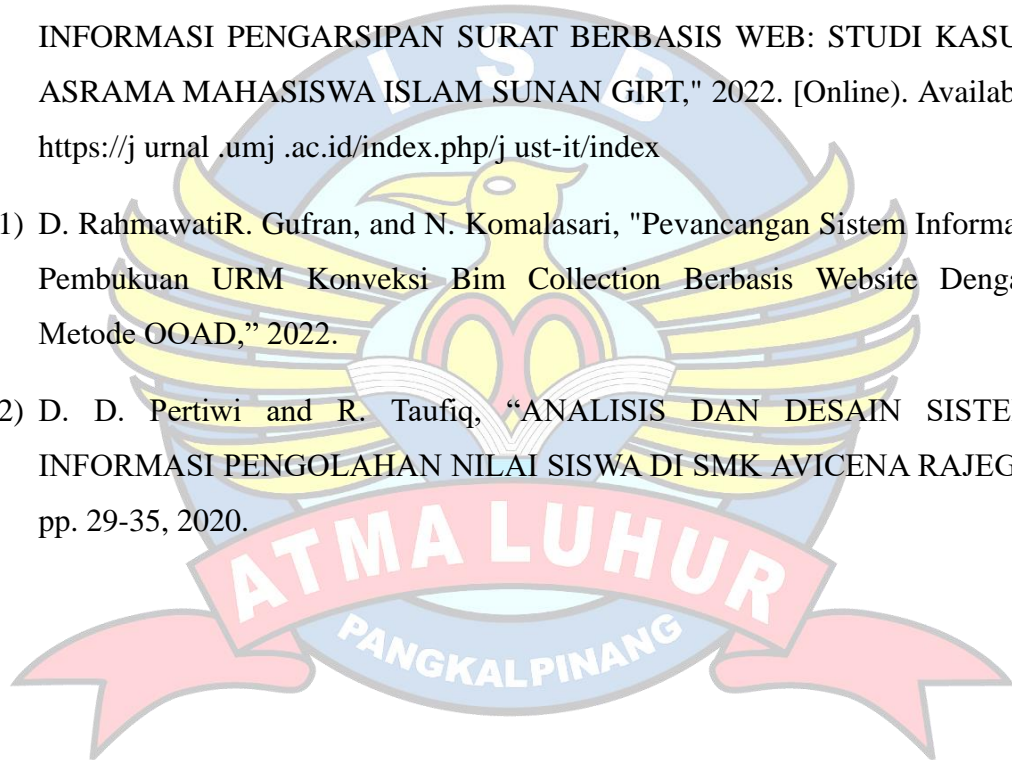 INFORMASI PENGARSIPAN SURAT BERBASIS WEB: STUDI KASU
ASRAMA MAHASISWA ISLAM SUNAN GIRT," 2022. [Online). Availab
https://j urnal .umj .ac.id/index.php/j ust-it/index
1) D. RahmawatiR. Gufran, and N. Komalasari, "Pevancangan Sistem Informa
Pembukuan URM Konveksi Bim Collection Berbasis Website Denga
Metode OOAD,” 2022.
2) D. D. Pertiwi and R. Taufiq, “ANALISIS DAN DESAIN SISTE
INFORMASI PENGOLAHAN NILAI SISWA DI SMK AVICENA RAJEG
pp. 29-35, 2020.
I S B
ATMA LUHUR
PANGKALPINANG